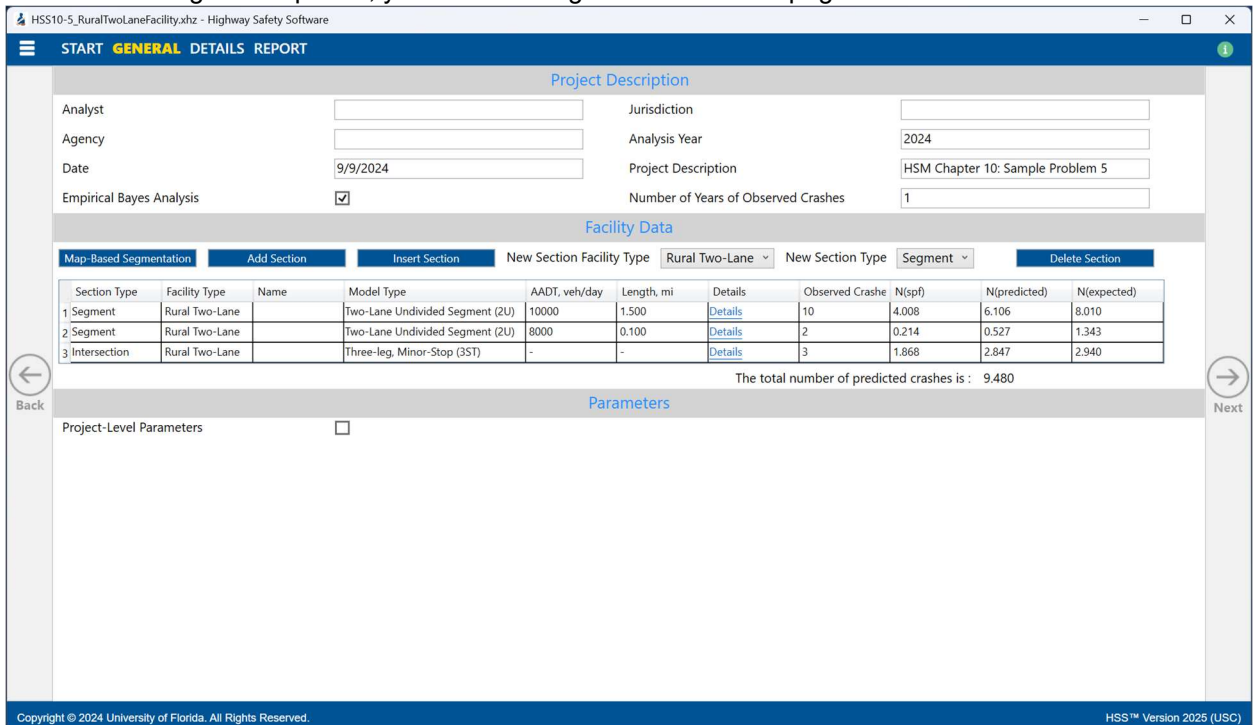 HSS10-5_RuralTwoLaneFacility.xhz - Highway Safety Software
START GENERAL DETAILS REPORT
Project Description
Analyst Jurisdiction
Agency Analysis Year 2024
Date 9/9/2024 Project Description HSM Chapter 10: Sample Problem 5
Empirical Bayes Analysis Number of Years of Observed Crashes 1
Facility Data
Map-Based Segmentation Add Section Insert Section New Section Facility Type Rural Two-Lane New Section Type Segment Delete Section
Section Type Facility Type Name Model Type AADT, veh/day Length, mi Details Observed Crashe N(spf) N(predicted) N(expected)
1 Segment Rural Two-Lane Two-Lane Undivided Segment (2U) 10000 1.500 Details 10 4.008 6.106 8.010
2 Segment Rural Two-Lane Two-Lane Undivided Segment (2U) 8000 0.100 Details 2 0.214 0.527 1.343
3 Intersection Rural Two-Lane Three-leg, Minor-Stop (3ST) - - Details 3 1.868 2.847 2.940
The total number of predicted crashes is : 9.480
Back Next
Parameters
Project-Level Parameters
Copyright © 2024 University of Florida. All Rights Reserved. HSS™ Version 2025 (USC)